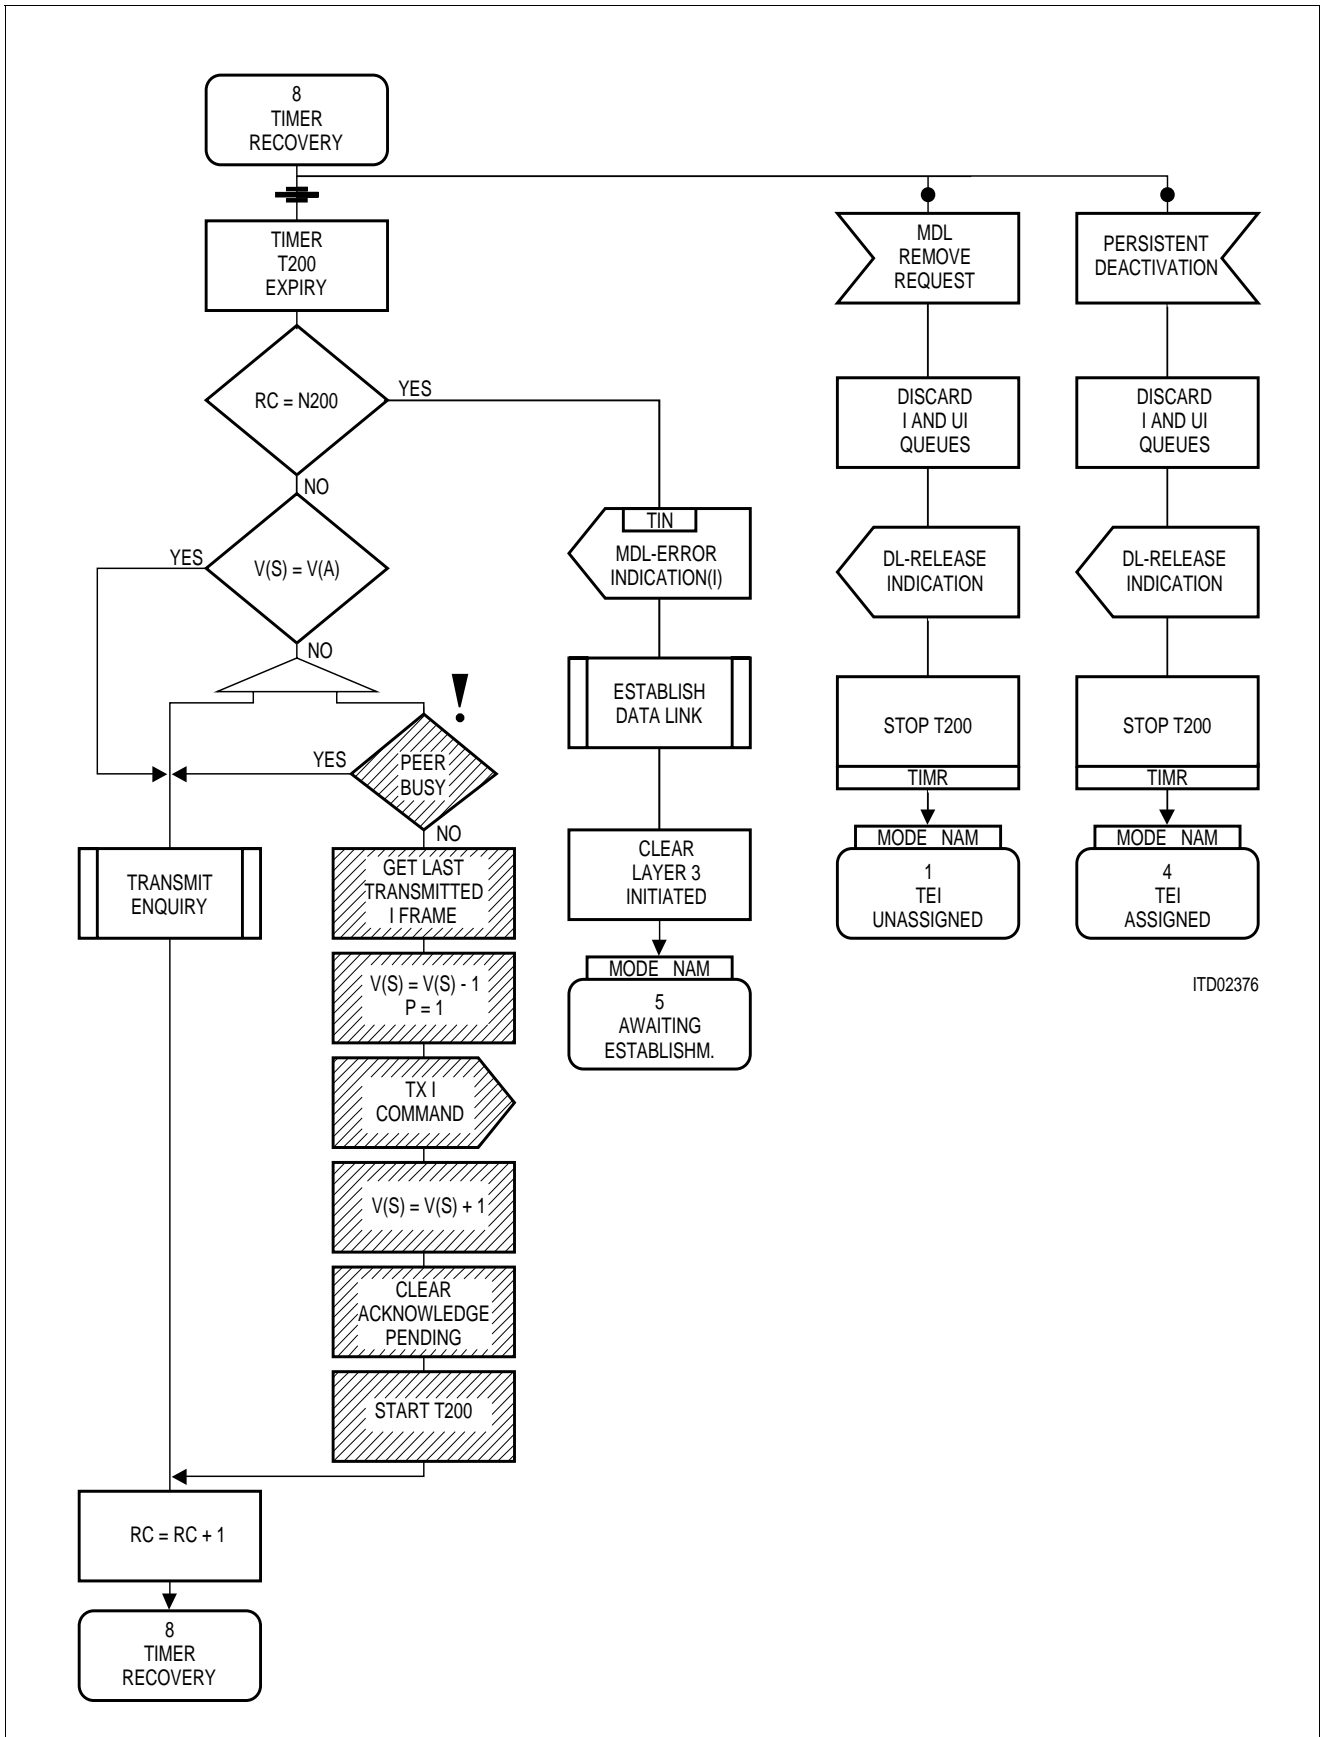 8
TIMER
RECOVERY
TIMER
T200
EXPIRY
RC = N200
YES
NO
V(S) = V(A)
YES
NO
PEER
BUSY
YES
NO
TRANSMIT
ENQUIRY
GET LAST
TRANSMITTED
I FRAME
V(S) = V(S) - 1
P = 1
TX I
COMMAND
V(S) = V(S) + 1
CLEAR
ACKNOWLEDGE
PENDING
START T200
RC = RC + 1
8
TIMER
RECOVERY
TIN
MDL-ERROR
INDICATION(I)
ESTABLISH
DATA LINK
CLEAR
LAYER 3
INITIATED
MODE NAM
5
AWAITING
ESTABLISHM.
MDL
REMOVE
REQUEST
DISCARD
I AND UI
QUEUES
DL-RELEASE
INDICATION
STOP T200
TIMR
MODE NAM
1
TEI
UNASSIGNED
PERSISTENT
DEACTIVATION
DISCARD
I AND UI
QUEUES
DL-RELEASE
INDICATION
STOP T200
TIMR
MODE NAM
4
TEI
ASSIGNED
ITD02376